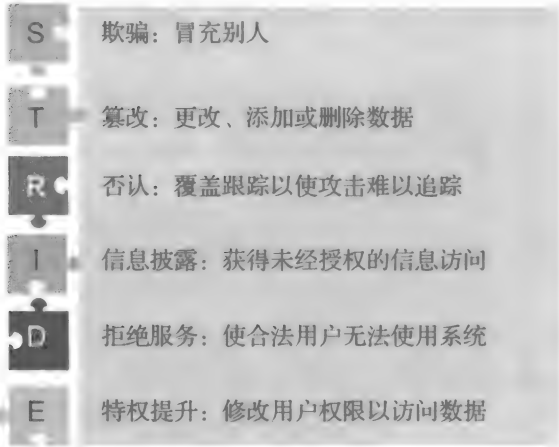 S 欺骗：冒充别人
T 篡改：更改、添加或删除数据
R 否认：覆盖跟踪以使攻击难以追踪
I 信息披露：获得未经授权的信息访问
D 拒绝服务：使合法用户无法使用系统
E 特权提升：修改用户权限以访问数据